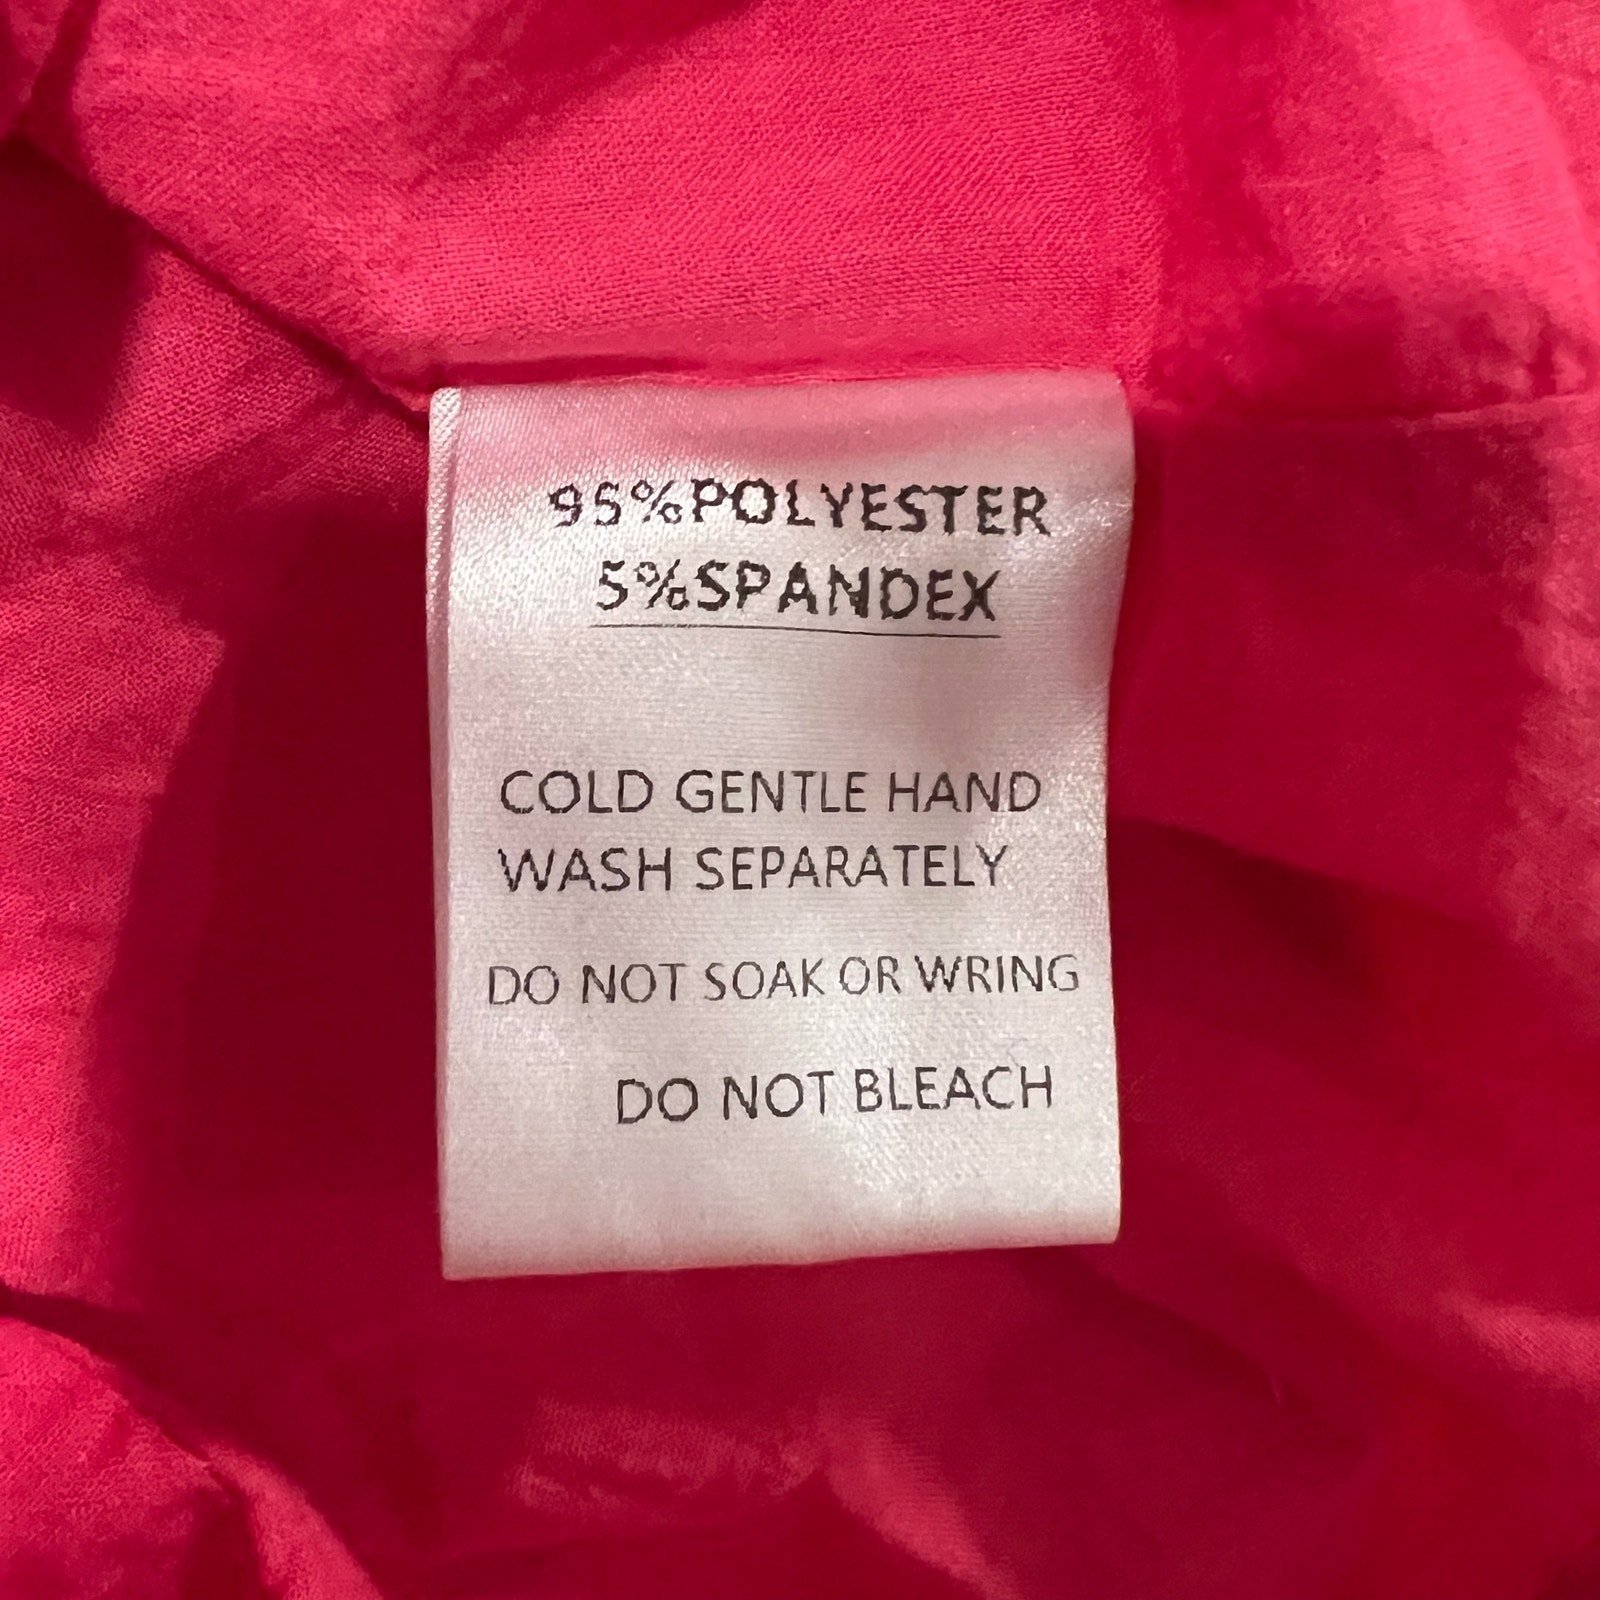 95%POLYESTER
5%SPANDEX
COLD GENTLE HAND
WASH SEPARATELY
DO NOT SOAK OR WRING
DO NOT BLEACH